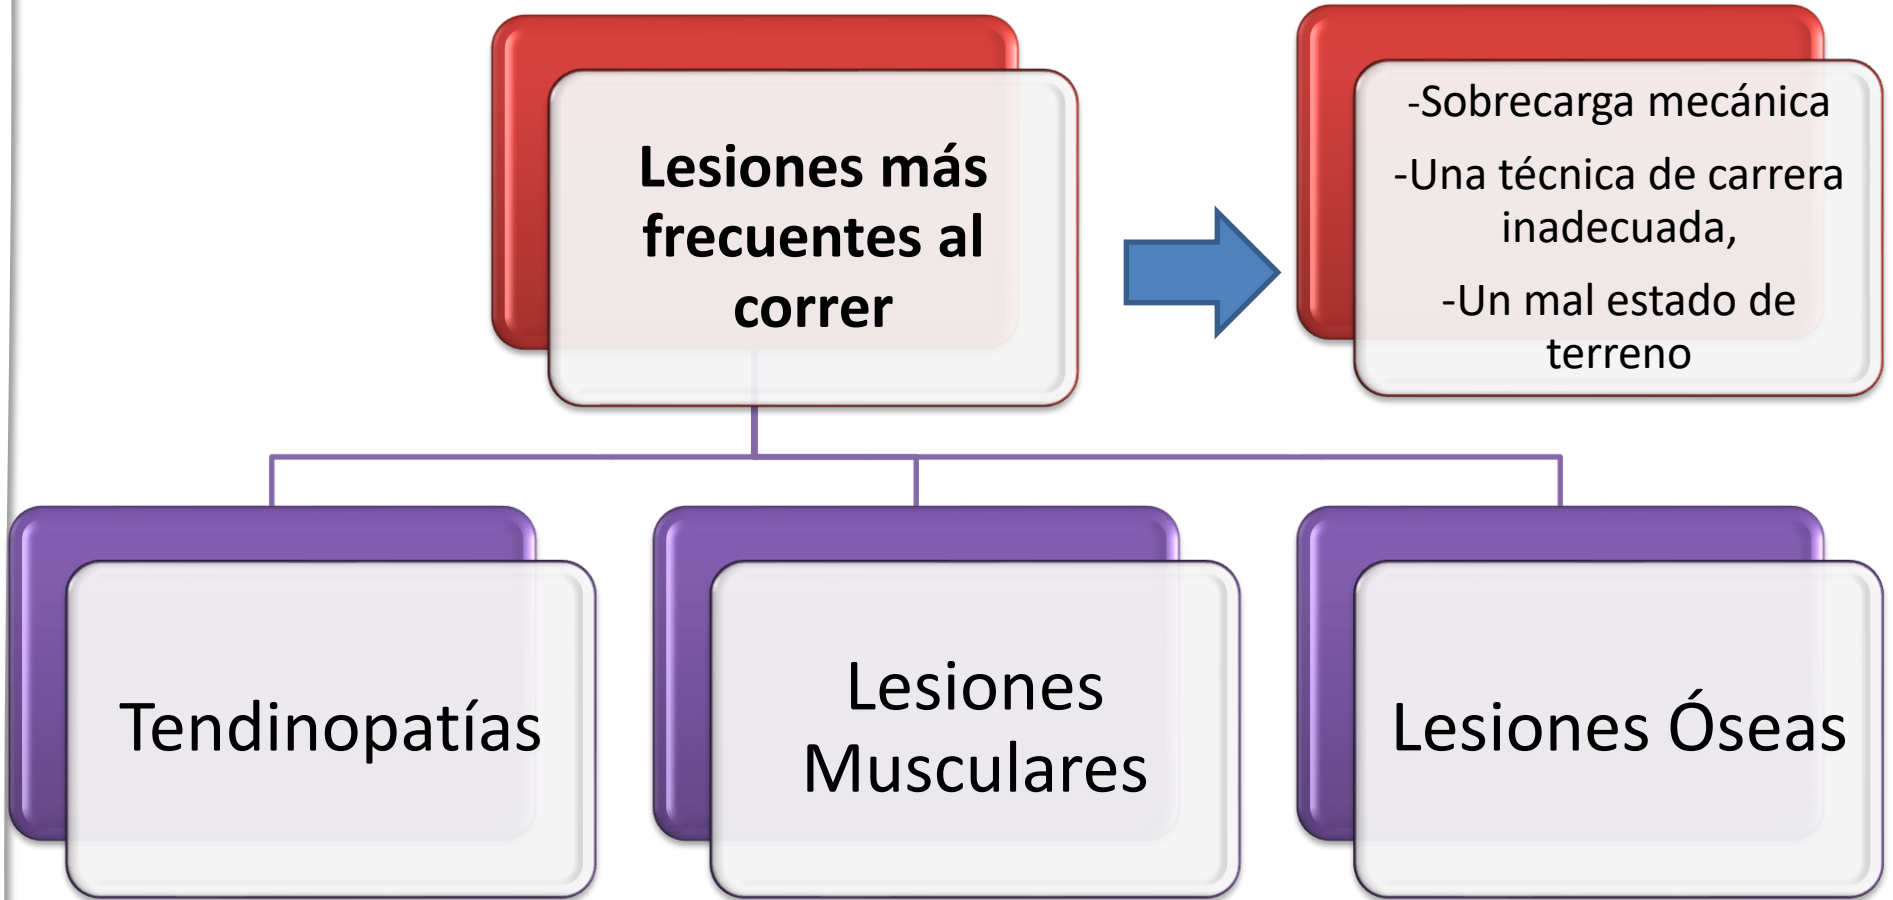 Lesiones más
frecuentes al
correr
-Sobrecarga mecánica
-Una técnica de carrera
inadecuada,
-Un mal estado de
terreno
Tendinopatías
Lesiones
Musculares
Lesiones Óseas